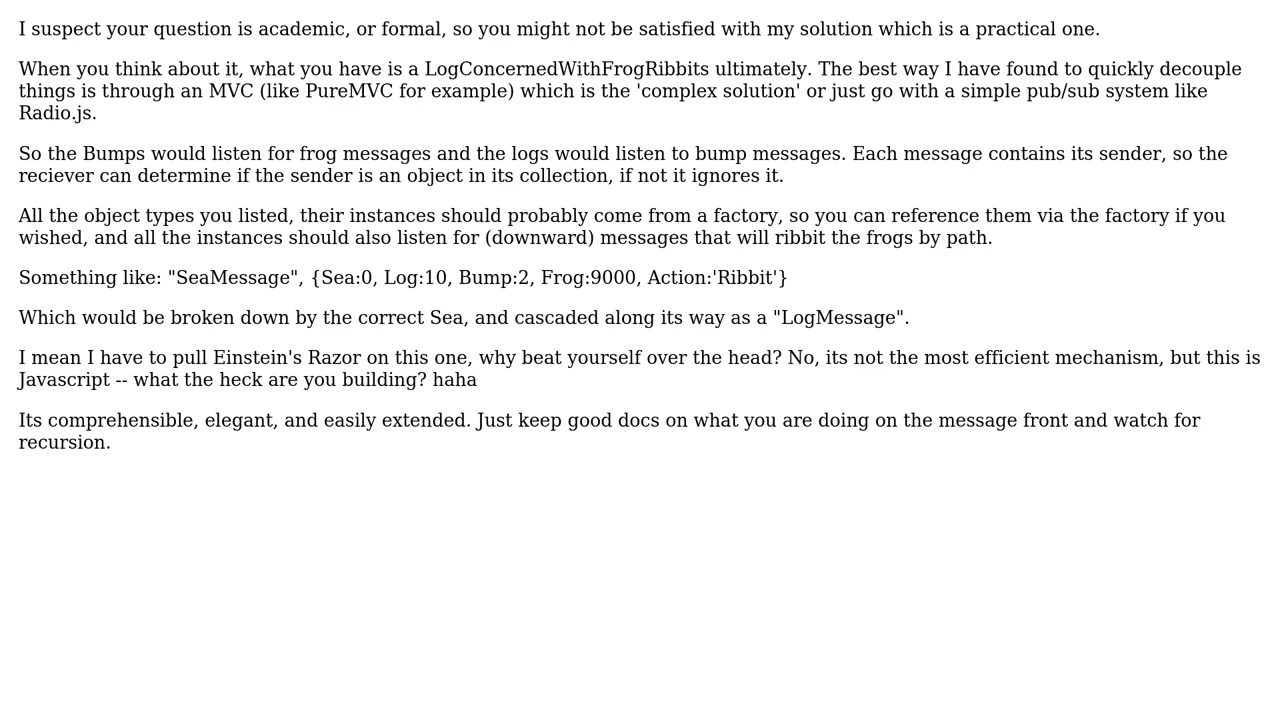 I suspect your question is academic, or formal, so you might not be satisfied with my solution which is a practical one.
When you think about it, what you have is a LogConcernedWithFrogRibbits ultimately. The best way I have found to quickly decouple
things is through an MVC (like PureMVC for example) which is the 'complex solution' or just go with a simple pub/sub system like
Radio.js.
So the Bumps would listen for frog messages and the logs would listen to bump messages. Each message contains its sender, so the
reciever can determine if the sender is an object in its collection, if not it ignores it.
All the object types you listed, their instances should probably come from a factory, so you can reference them via the factory if you
wished, and all the instances should also listen for (downward) messages that will ribbit the frogs by path.
Something like: "SeaMessage", {Sea:0, Log:10, Bump:2, Frog:9000, Action:'Ribbit'}
Which would be broken down by the correct Sea, and cascaded along its way as a "LogMessage".
I mean I have to pull Einstein's Razor on this one, why beat yourself over the head? No, its not the most efficient mechanism, but this is
Javascript -- what the heck are you building? haha
Its comprehensible, elegant, and easily extended. Just keep good docs on what you are doing on the message front and watch for
recursion.